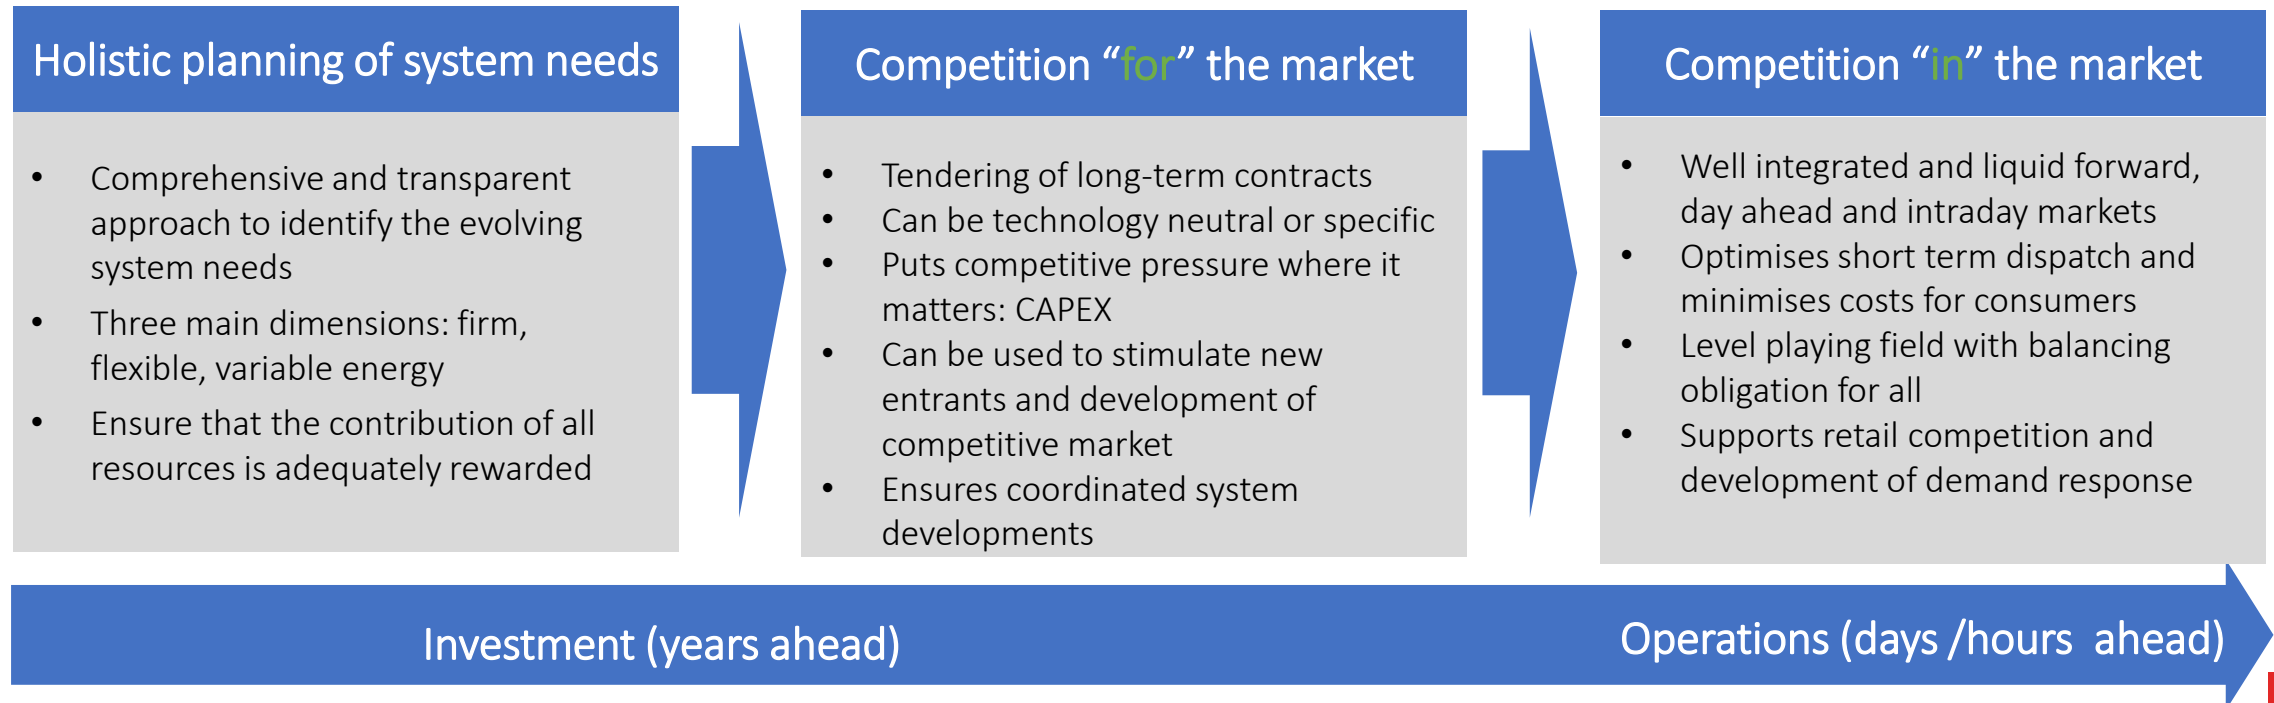 Holistic planning of system needs
• Comprehensive and transparent
approach to identify the evolving
system needs
• Three main dimensions: firm,
flexible, variable energy
• Ensure that the contribution of all
resources is adequately rewarded
Competition “for” the market
• Tendering of long-term contracts
• Can be technology neutral or specific
• Puts competitive pressure where it
matters: CAPEX
• Can be used to stimulate new
entrants and development of
competitive market
• Ensures coordinated system
developments
Competition “in” the market
• Well integrated and liquid forward,
day ahead and intraday markets
• Optimises short term dispatch and
minimises costs for consumers
• Level playing field with balancing
obligation for all
• Supports retail competition and
development of demand response
Investment (years ahead)
Operations (days /hours  ahead)